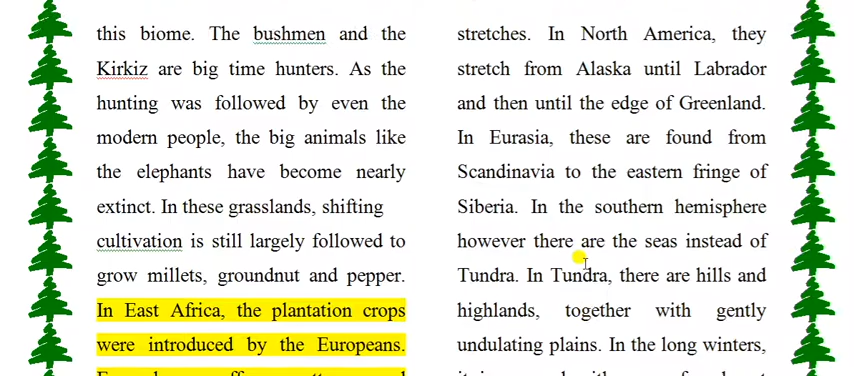 this biome. The bushmen and the
Kirkiz are big time hunters. As the
hunting was followed by even the
modern people, the big animals like
the elephants have become nearly
extinct. In these grasslands, shifting
cultivation is still largely followed to
grow millets, groundnut and pepper.
In East Africa, the plantation crops
were introduced by the Europeans.
stretches. In North America, they
stretch from Alaska until Labrador
and then until the edge of Greenland.
In Eurasia, these are found from
Scandinavia to the eastern fringe of
Siberia. In the southern hemisphere
however there are the seas instead of
Tundra. In Tundra, there are hills and
highlands, together with gently
undulating plains. In the long winters,